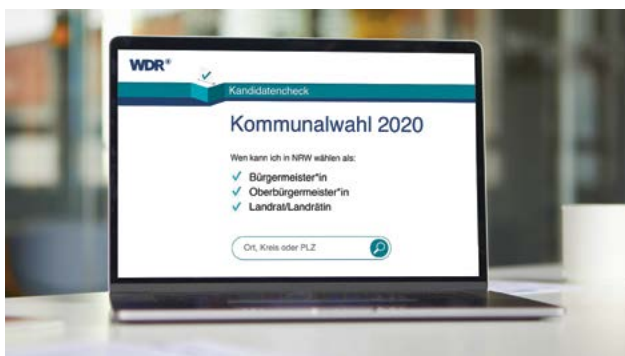 WDR®
Kandidatencheck
Kommunalwahl 2020
Wen kann ich in NRW wählen als:
Bürgermeister*in
Oberbürgermeister*in
Landrat/Landrätin
Ort, Kreis oder PLZ